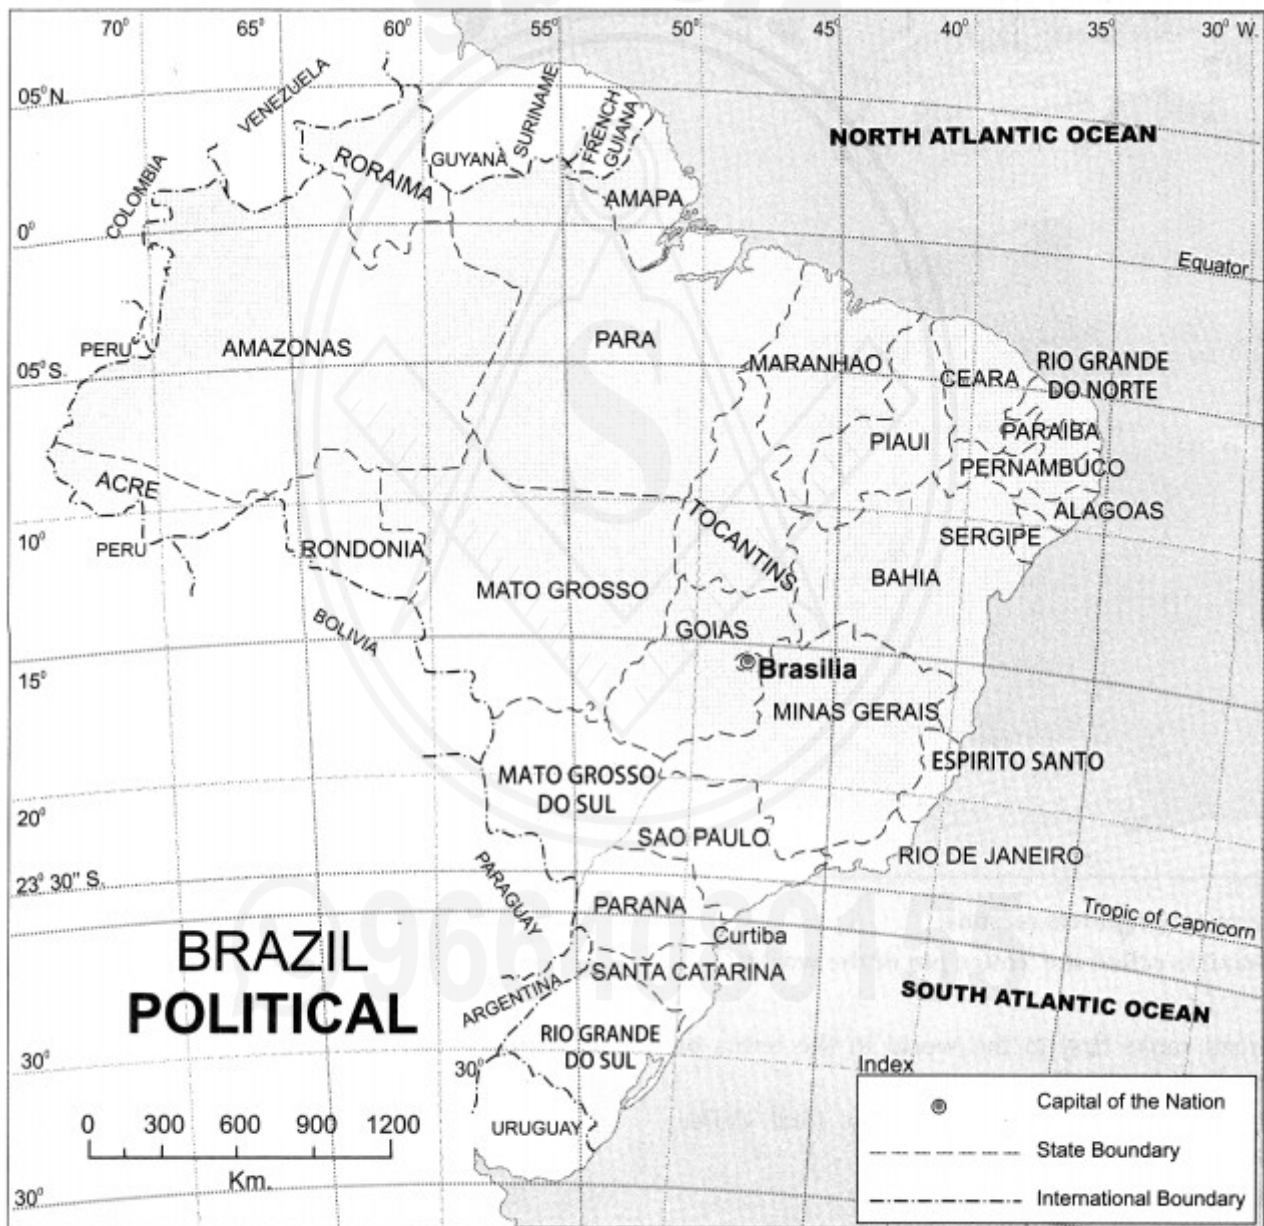 70° 65° 60° 55° 50° 45° 40° 35° 30° W.
05° N.
VENEZUELA
SURINAME
FRENCH
GUIANA
NORTH ATLANTIC OCEAN
COLOMBIA
RORAIMA
GUYANA
AMAPA
0°
Equator
PERU
AMAZONAS
PARA
MARANHAO
CEARA
RIO GRANDE
DO NORTE
05° S.
PARAIBA
PIAUI
PERNAMBUCO
ACRE
ALAGOAS
TOCANTINS
SERGIPE
10°
PERU
RONDONIA
BAHIA
MATO GROSSO
BOLIVIA
GOIAS
15°
Brasilia
MINAS GERAIS
ESPIRITO SANTO
MATO GROSSO
DO SUL
20°
SAO PAULO
RIO DE JANEIRO
23° 30'' S.
PARAGUAY
PARANA
Tropic of Capricorn
Curtiba
BRAZIL
POLITICAL
SANTA CATARINA
ARGENTINA
SOUTH ATLANTIC OCEAN
RIO GRANDE
DO SUL
30°
30°
URUGUAY
0 300 600 900 1200
Km.
30°
Index
Capital of the Nation
State Boundary
International Boundary